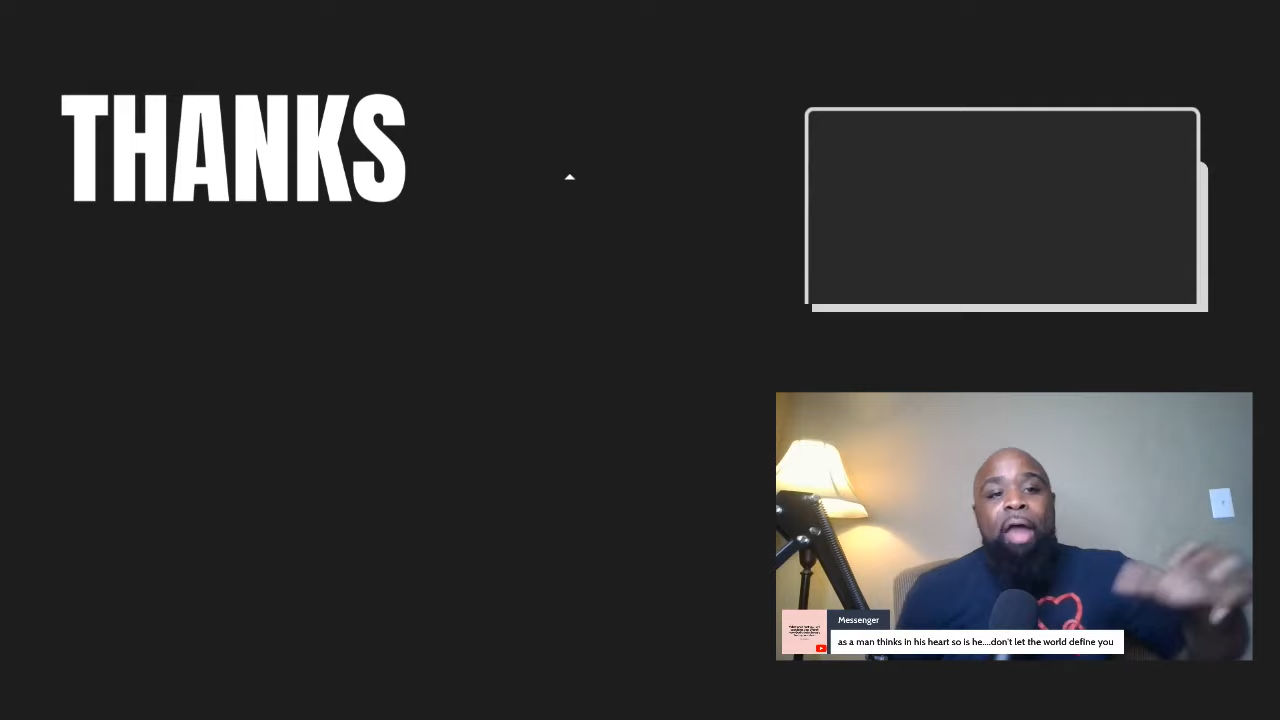 THANKS
Messenger
as a man thinks in his heart so is he....don't let the world define you